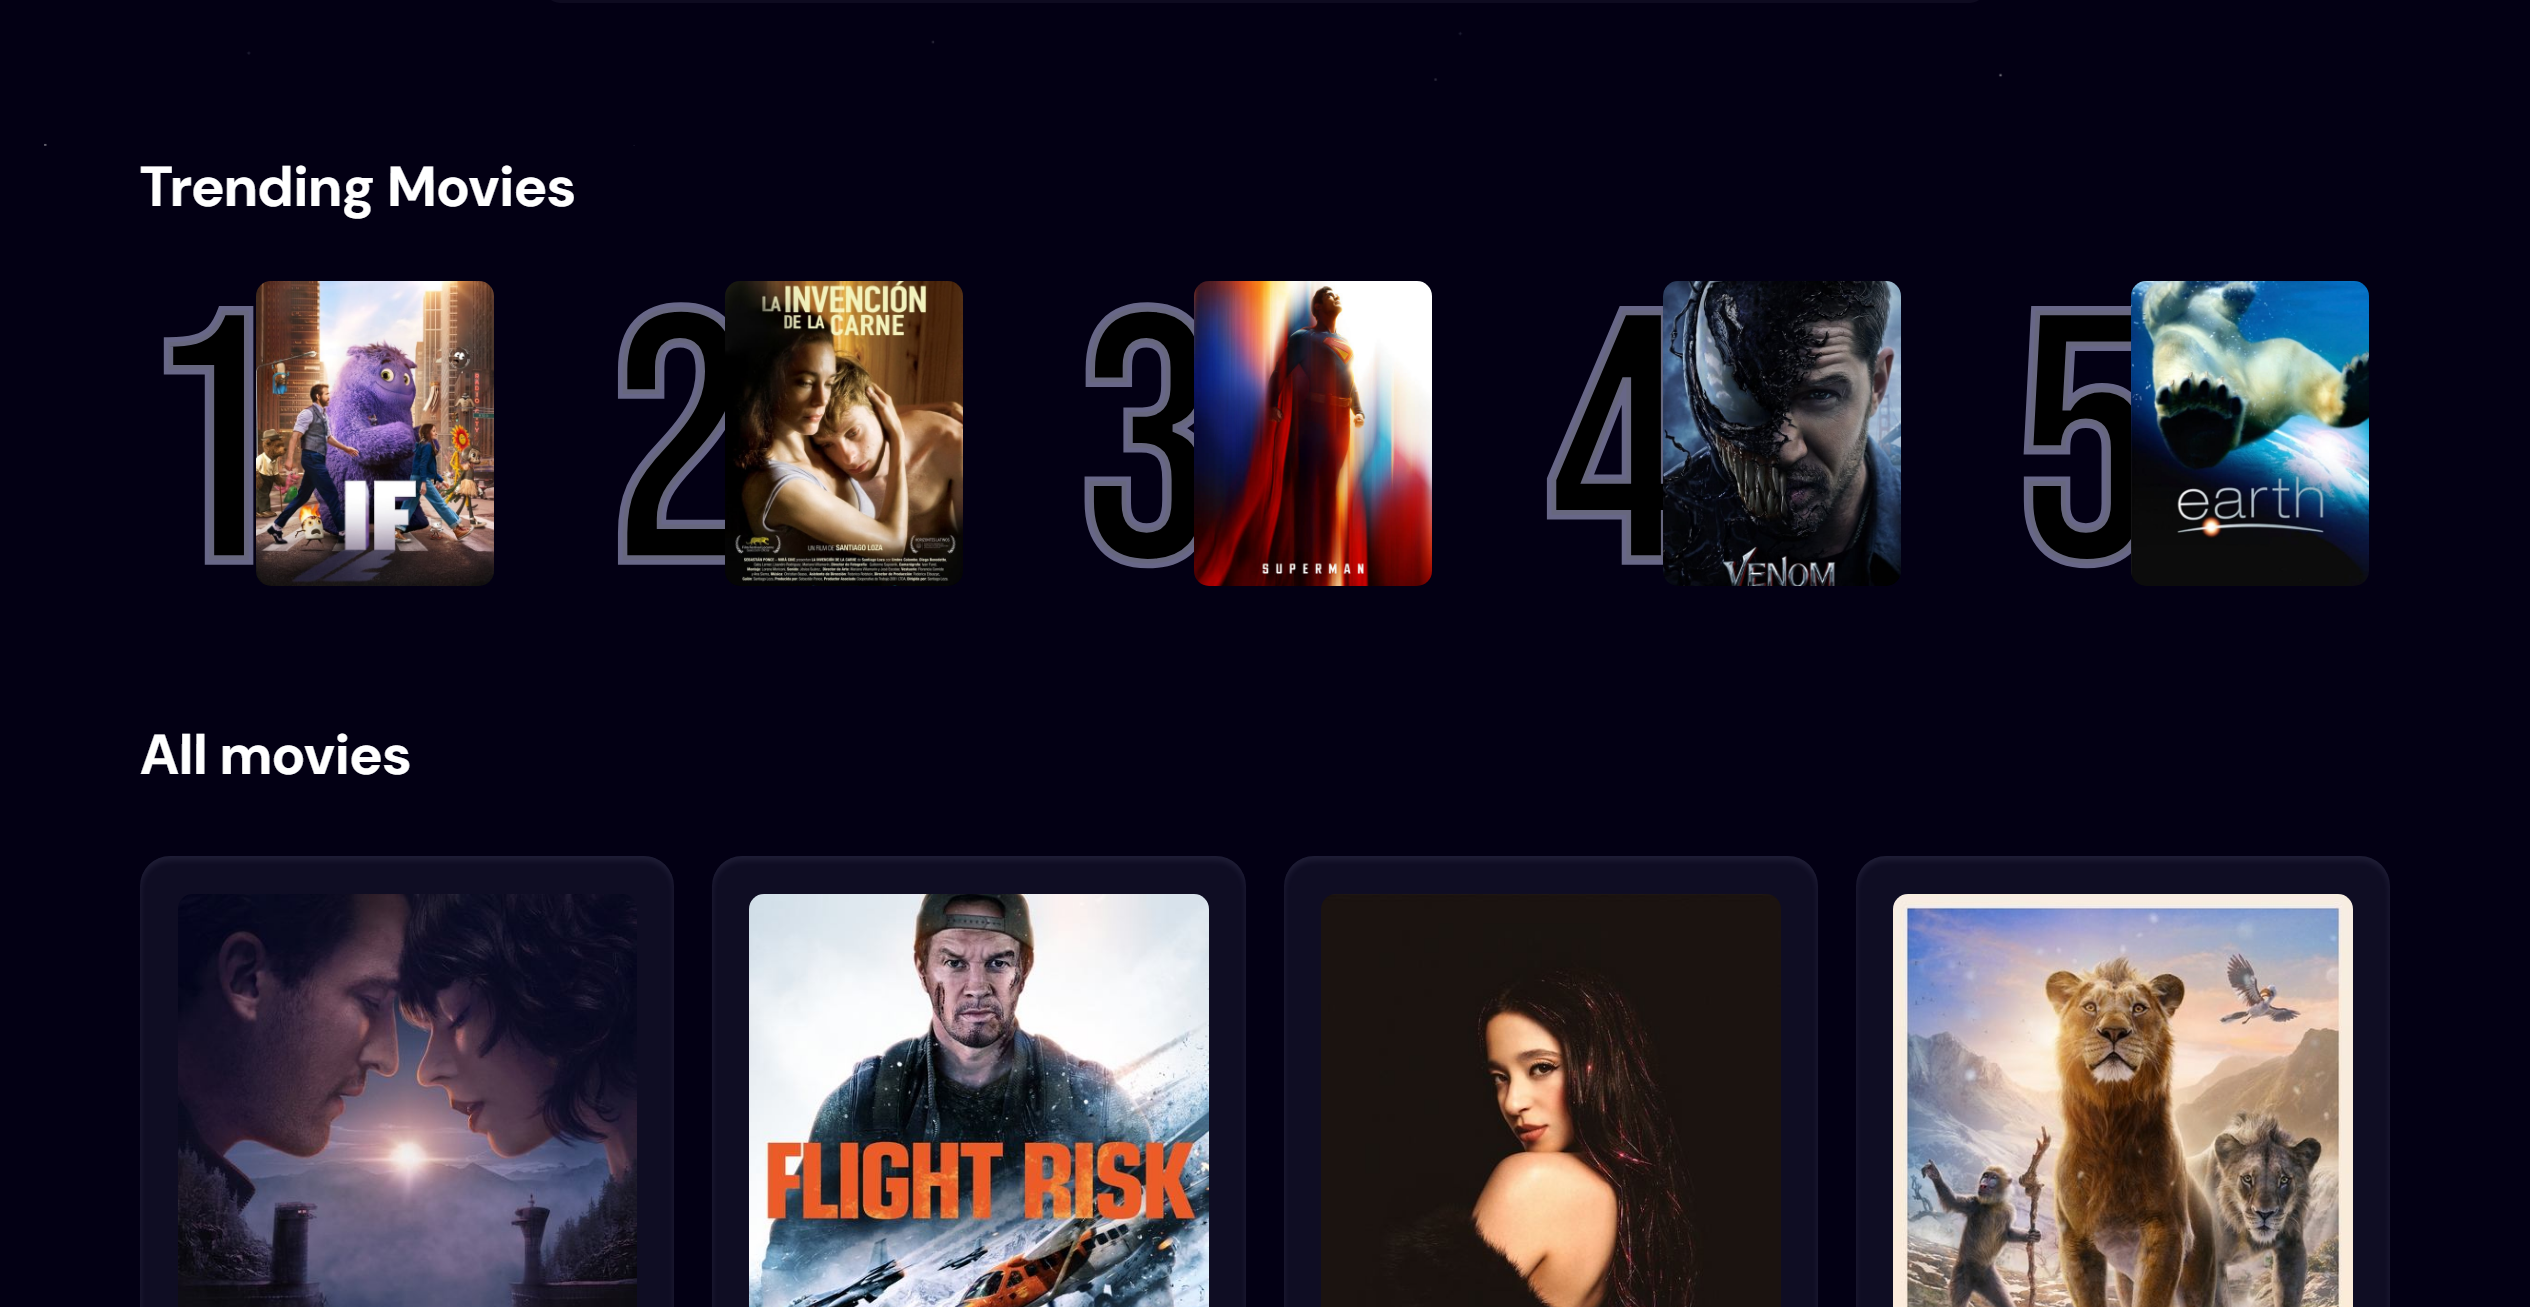 Trending Movies
1
IF
2
LA INVENCIÓN
DE LA CARNE
UN FILM DE SANTIAGO LOZA
3
SUPERMAN
4
VENOM
5
earth
All movies
FLIGHT RISK